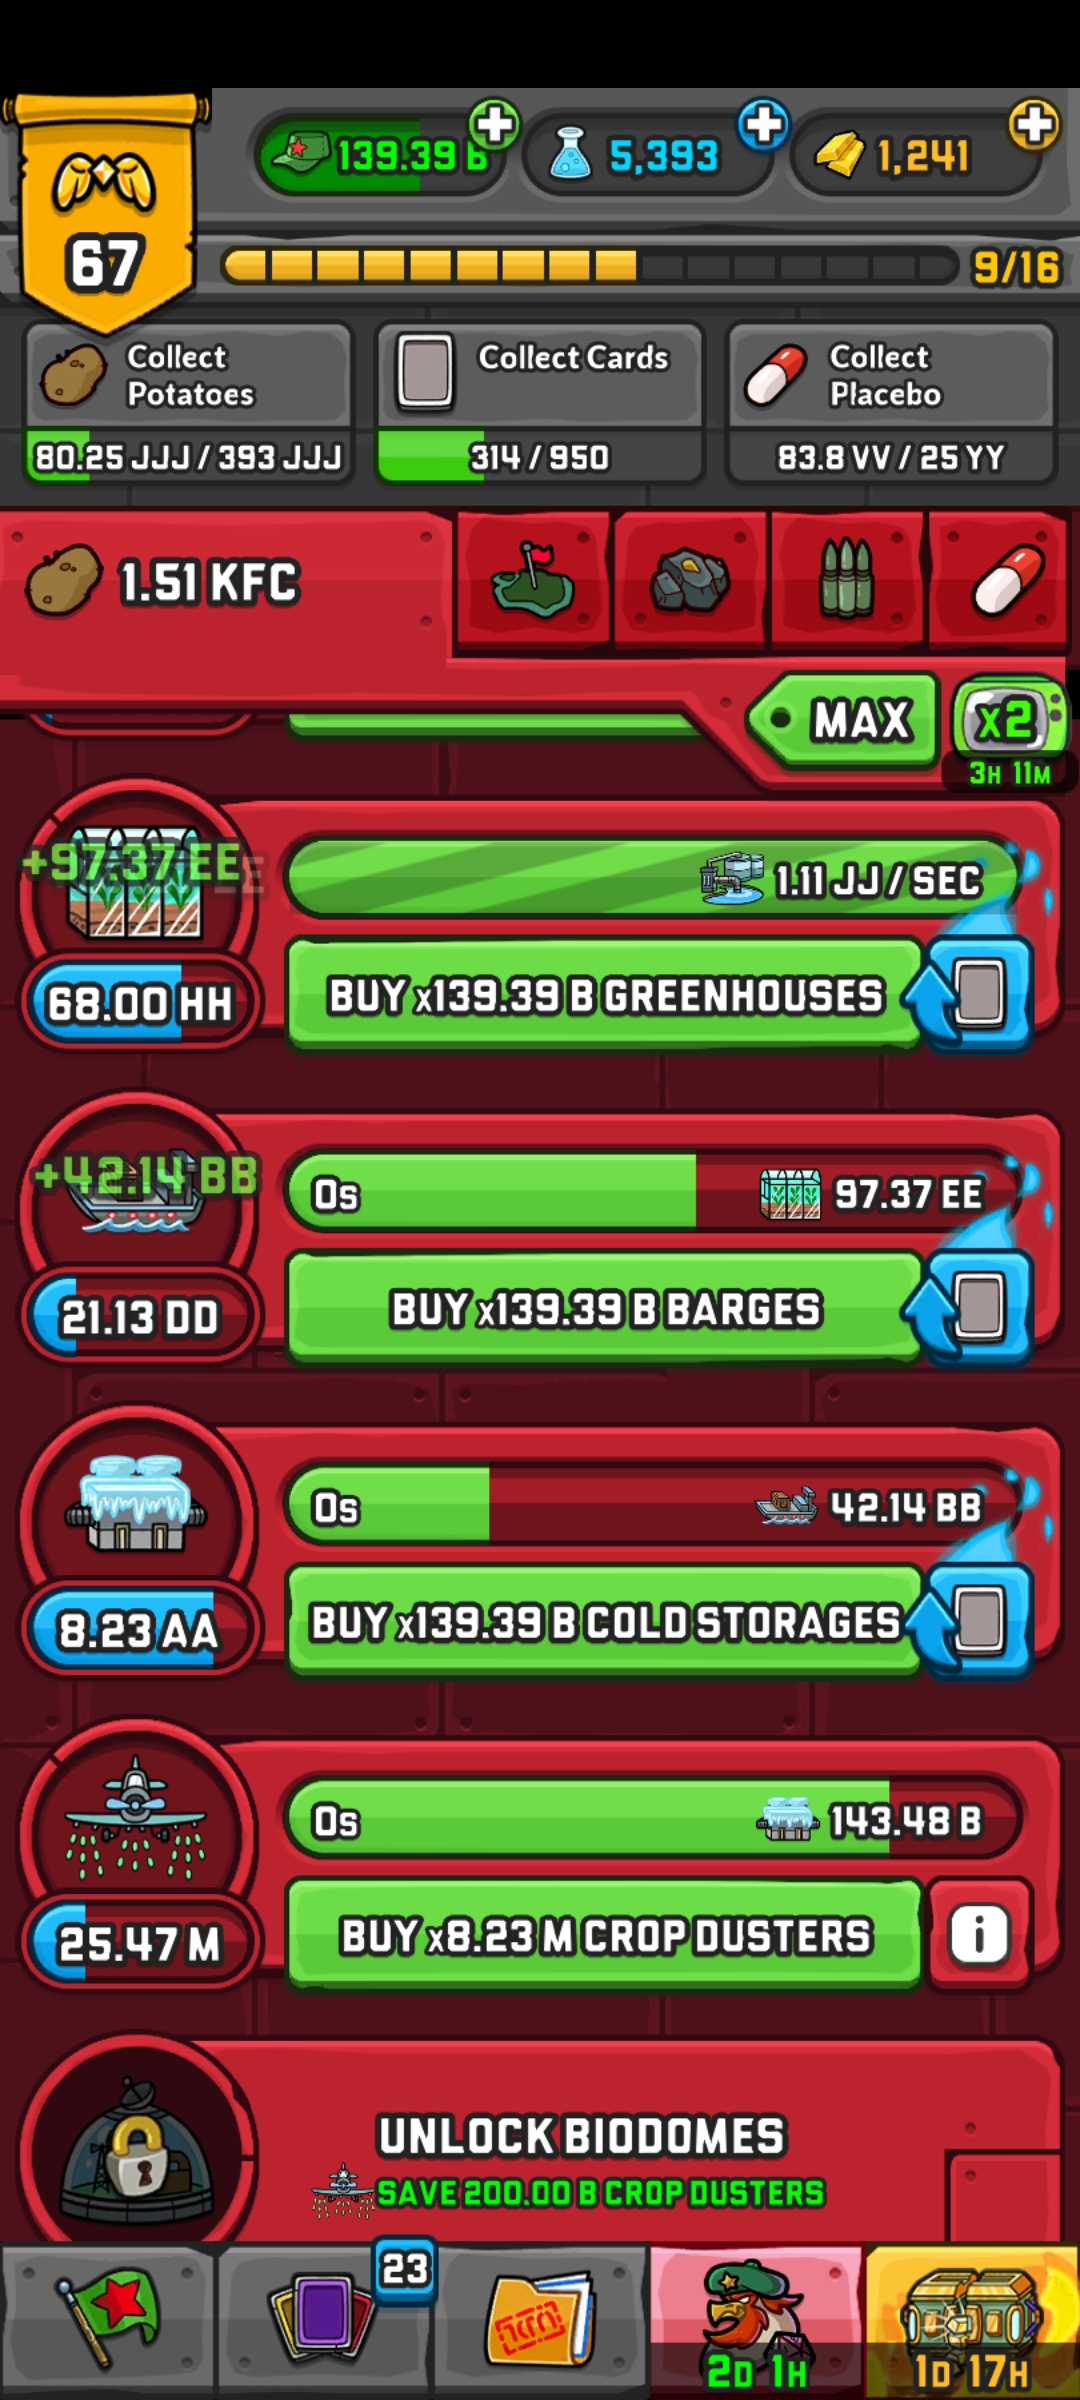 139.39 B
5,393
1,241
67
9/16
Collect
Potatoes
80.25 JJJ / 393 JJJ
Collect Cards
314 / 950
Collect
Placebo
83.8 VV / 25 YY
1.51 KFC
MAX
x2
3H 11M
+97.37 EE
1.11 JJ / SEC
68.00 HH
BUY x139.39 B GREENHOUSES
+42.14 BB
0s
97.37 EE
21.13 DD
BUY x139.39 B BARGES
0s
42.14 BB
8.23 AA
BUY x139.39 B COLD STORAGES
0s
143.48 B
25.47 M
BUY x8.23 M CROP DUSTERS
i
UNLOCK BIODOMES
SAVE 200.00 B CROP DUSTERS
23
2D 1H
1D 17H